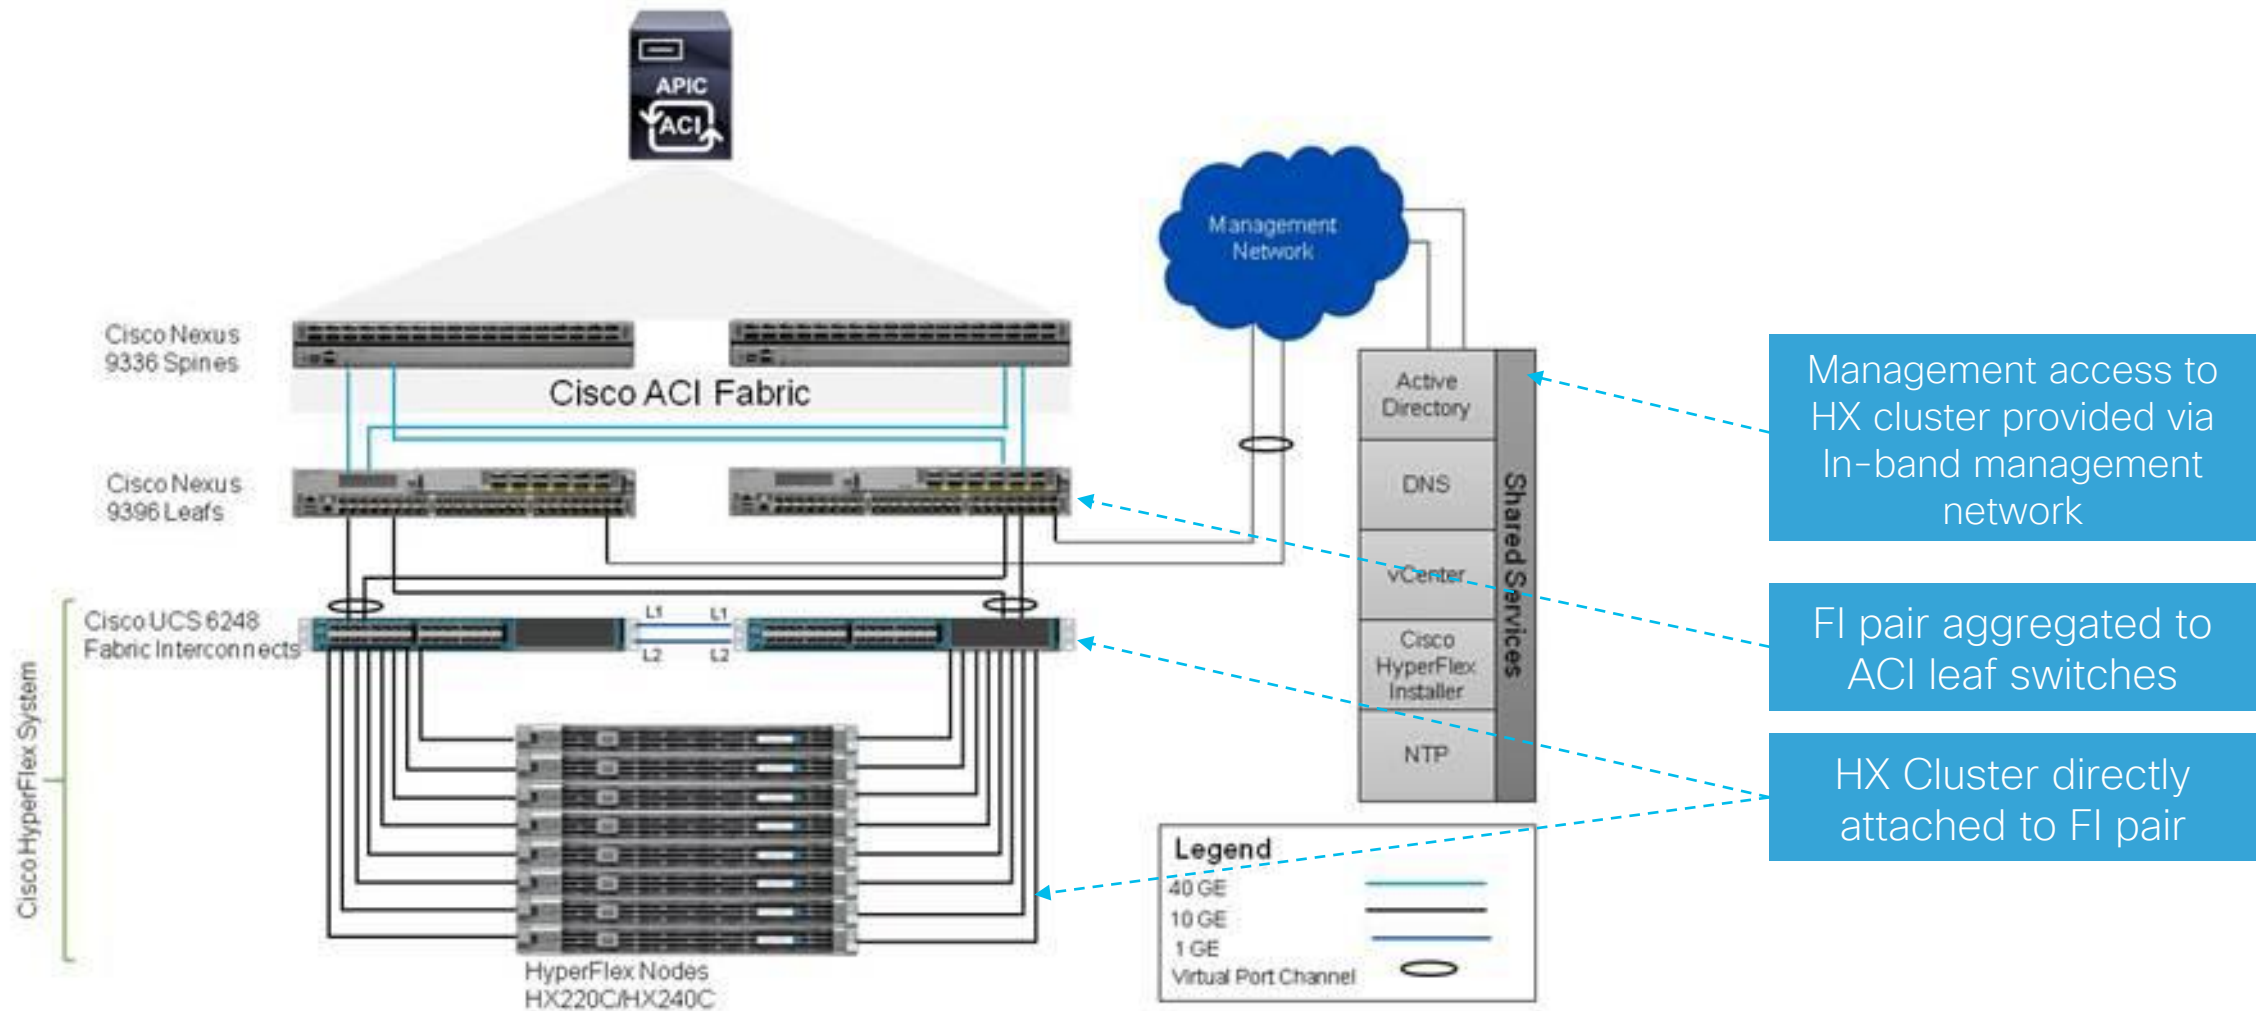 APIC
ACI
Management
Network
Cisco Nexus
9336 Spines
Cisco ACI Fabric
Cisco Nexus
9396 Leafs
Cisco UCS 6248
Fabric Interconnects
L1
L1
L2
L2
Cisco HyperFlex System
HyperFlex Nodes
HX220C/HX240C
Active
Directory
DNS
vCenter
Cisco
HyperFlex
Installer
NTP
Shared Services
Legend
40 GE
10 GE
1 GE
Virtual Port Channel
Management access to
HX cluster provided via
In-band management
network
FI pair aggregated to
ACI leaf switches
HX Cluster directly
attached to FI pair